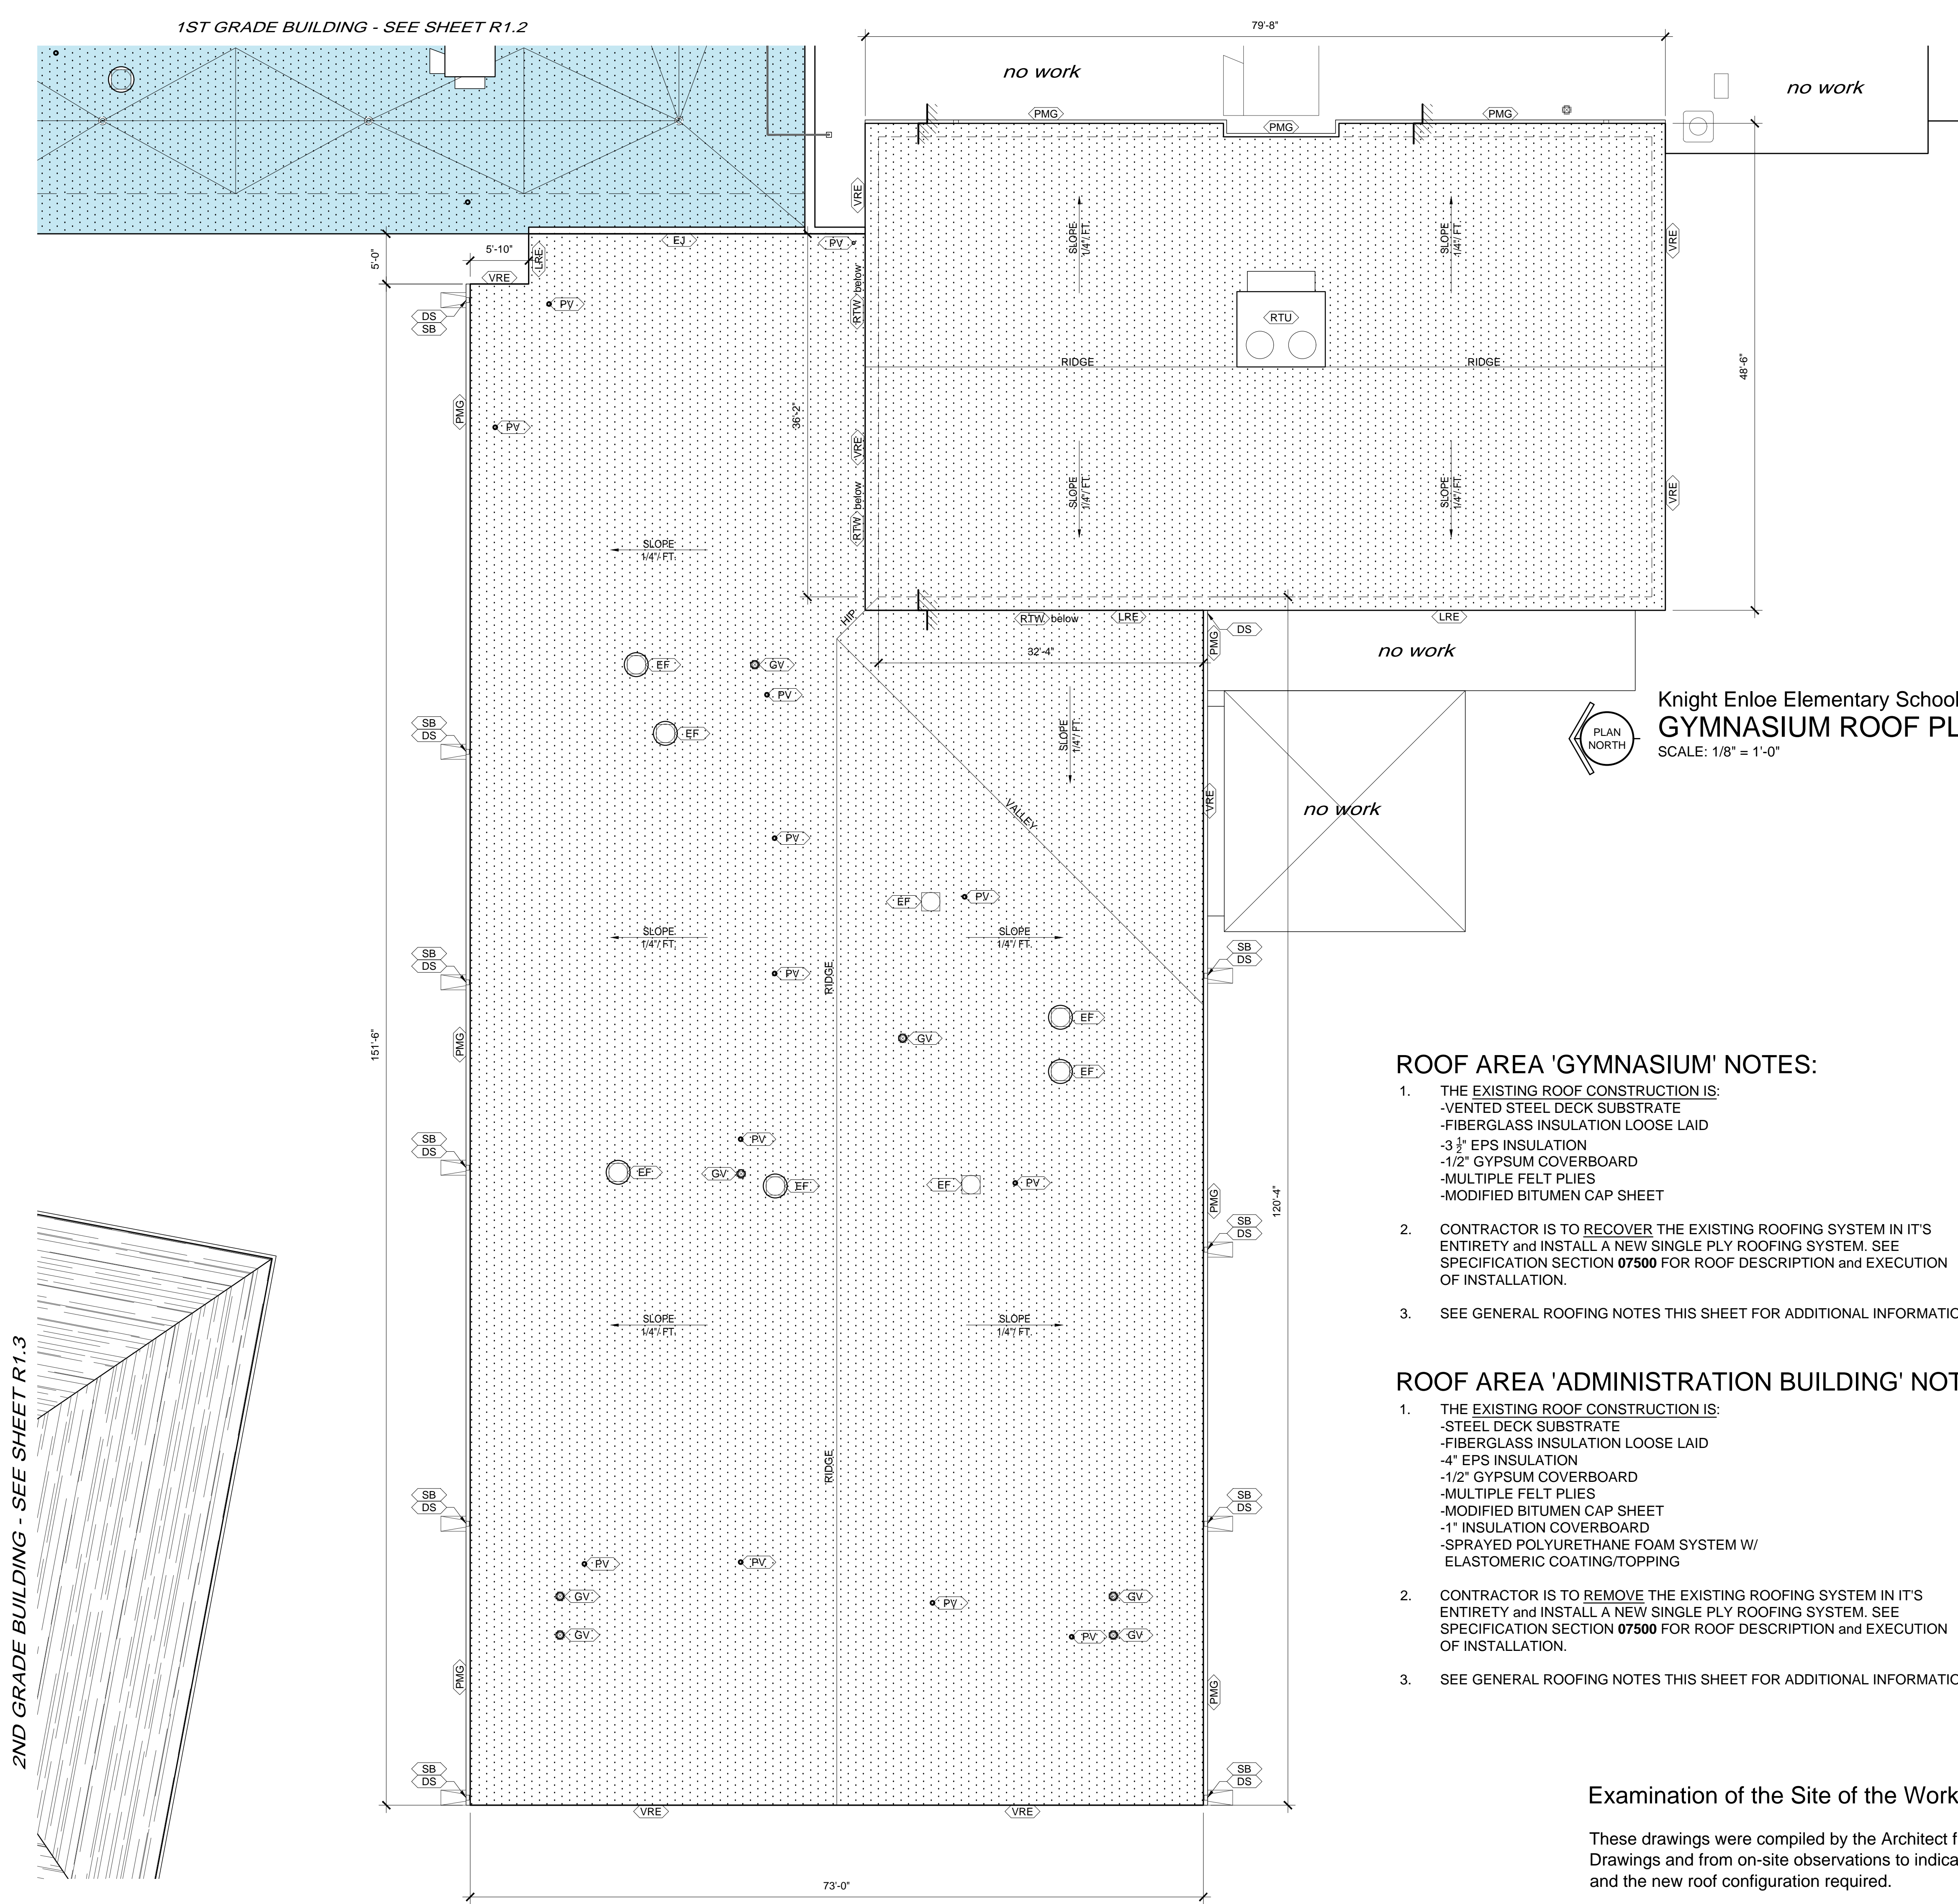 1ST GRADE BUILDING - SEE SHEET R1.2
79'-8"
no work
no work
PMG
PMG
PMG
VRE
5'-0"
5'-10"
LRE
EJ
PV
VRE
SLOPE
1/4"/ FT.
SLOPE
1/4"/ FT.
VRE
DS
SB
PV
RTW below
RTU
RIDGE
RIDGE
48'-6"
PMG
PV
36'-2"
VRE
RTW below
SLOPE
1/4"/ FT.
SLOPE
1/4"/ FT.
VRE
SLOPE
1/4"/ FT.
HIP
RTW below
LRE
PMG
DS
LRE
32'-4"
no work
EF
GV
PV
EF
SB
DS
SLOPE
1/4"/ FT.
PLAN
NORTH
Knight Enloe Elementary School
GYMNASIUM ROOF PL
SCALE: 1/8" = 1'-0"
VALLEY
VRE
no work
PV
EF
PV
SLOPE
1/4"/ FT.
SLOPE
1/4"/ FT.
SB
DS
SB
DS
PV
RIDGE
EF
GV
EF
151'-6"
PMG
SB
DS
PV
EF
GV
EF
EF
PV
PMG
120'-4"
SB
DS
SLOPE
1/4"/ FT.
SLOPE
1/4"/ FT.
RIDGE
SB
DS
SB
DS
PV
PV
GV
PV
GV
GV
PV
GV
PMG
PMG
SB
DS
SB
DS
VRE
VRE
73'-0"
2ND GRADE BUILDING - SEE SHEET R1.3
ROOF AREA 'GYMNASIUM' NOTES:
1. THE EXISTING ROOF CONSTRUCTION IS:
-VENTED STEEL DECK SUBSTRATE
-FIBERGLASS INSULATION LOOSE LAID
-3 1/2" EPS INSULATION
-1/2" GYPSUM COVERBOARD
-MULTIPLE FELT PLIES
-MODIFIED BITUMEN CAP SHEET
2. CONTRACTOR IS TO RECOVER THE EXISTING ROOFING SYSTEM IN IT'S
ENTIRETY and INSTALL A NEW SINGLE PLY ROOFING SYSTEM. SEE
SPECIFICATION SECTION 07500 FOR ROOF DESCRIPTION and EXECUTION
OF INSTALLATION.
3. SEE GENERAL ROOFING NOTES THIS SHEET FOR ADDITIONAL INFORMATIO
ROOF AREA 'ADMINISTRATION BUILDING' NOT
1. THE EXISTING ROOF CONSTRUCTION IS:
-STEEL DECK SUBSTRATE
-FIBERGLASS INSULATION LOOSE LAID
-4" EPS INSULATION
-1/2" GYPSUM COVERBOARD
-MULTIPLE FELT PLIES
-MODIFIED BITUMEN CAP SHEET
-1" INSULATION COVERBOARD
-SPRAYED POLYURETHANE FOAM SYSTEM W/
ELASTOMERIC COATING/TOPPING
2. CONTRACTOR IS TO REMOVE THE EXISTING ROOFING SYSTEM IN IT'S
ENTIRETY and INSTALL A NEW SINGLE PLY ROOFING SYSTEM. SEE
SPECIFICATION SECTION 07500 FOR ROOF DESCRIPTION and EXECUTION
OF INSTALLATION.
3. SEE GENERAL ROOFING NOTES THIS SHEET FOR ADDITIONAL INFORMATIO
Examination of the Site of the Work
These drawings were compiled by the Architect f
Drawings and from on-site observations to indica
and the new roof configuration required.